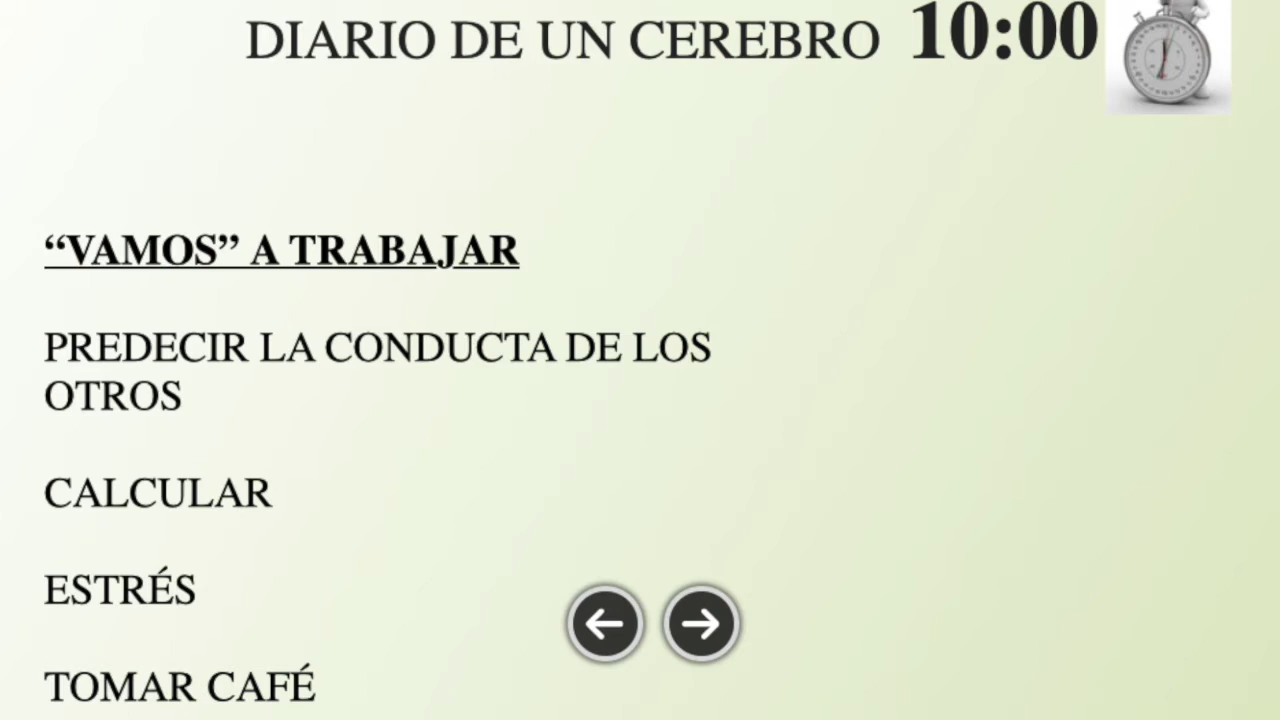 DIARIO DE UN CEREBRO 10:00
“VAMOS” A TRABAJAR
PREDECIR LA CONDUCTA DE LOS
OTROS
CALCULAR
ESTRÉS
TOMAR CAFÉ